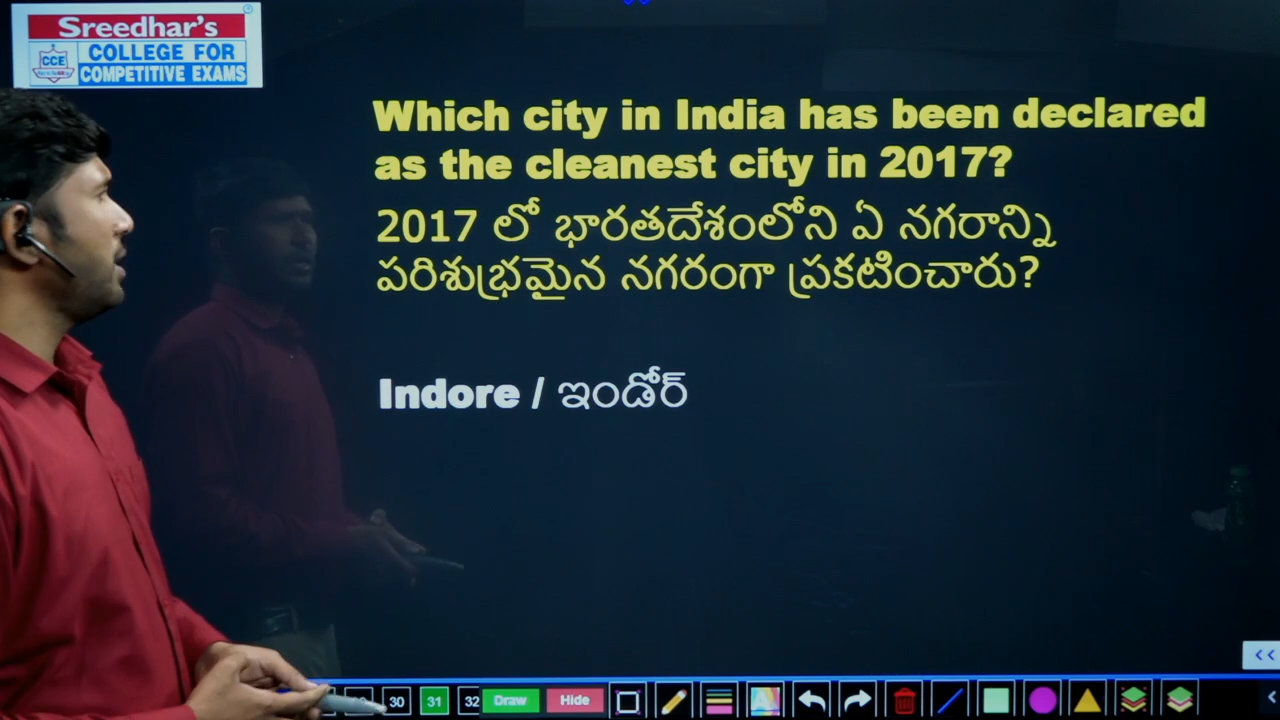 Sreedhar's
CCE
COLLEGE FOR
COMPETITIVE EXAMS
Which city in India has been declared
as the cleanest city in 2017?
2017 లో భారతదేశంలోని ఏ నగరాన్ని
పరిశుభ్రమైన నగరంగా ప్రకటించారు?
Indore / ఇండోర్
30 31 32 Draw Hide
<<
<